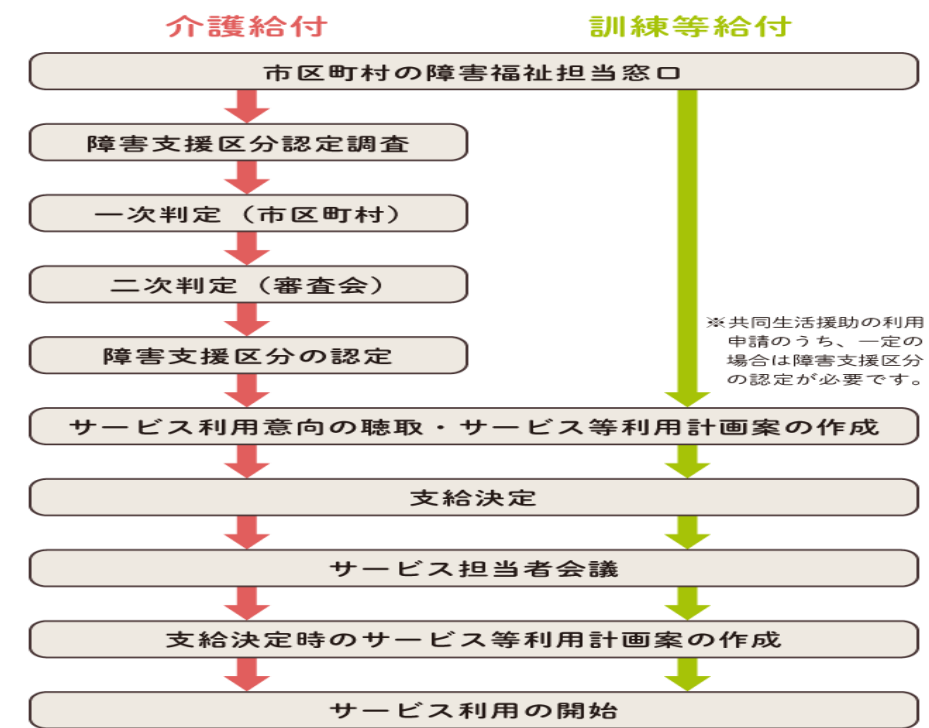 介護給付
訓練等給付
市区町村の障害福祉担当窓口
障害支援区分認定調査
一次判定（市区町村）
二次判定（審査会）
障害支援区分の認定
※共同生活援助の利用
申請のうち、一定の
場合は障害支援区分
の認定が必要です。
サービス利用意向の聴取・サービス等利用計画案の作成
支給決定
サービス担当者会議
支給決定時のサービス等利用計画案の作成
サービス利用の開始